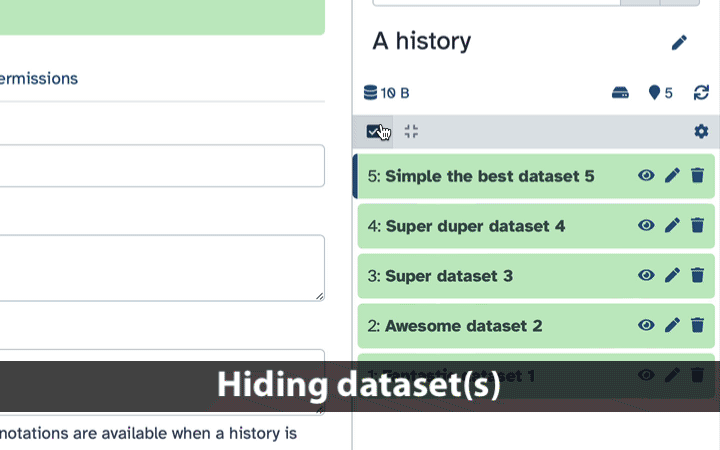 ermissions
notations are available when a history is
A history
10 B
5
5: Simple the best dataset 5
4: Super duper dataset 4
3: Super dataset 3
2: Awesome dataset 2
1: Fantastic dataset 1
Hiding dataset(s)